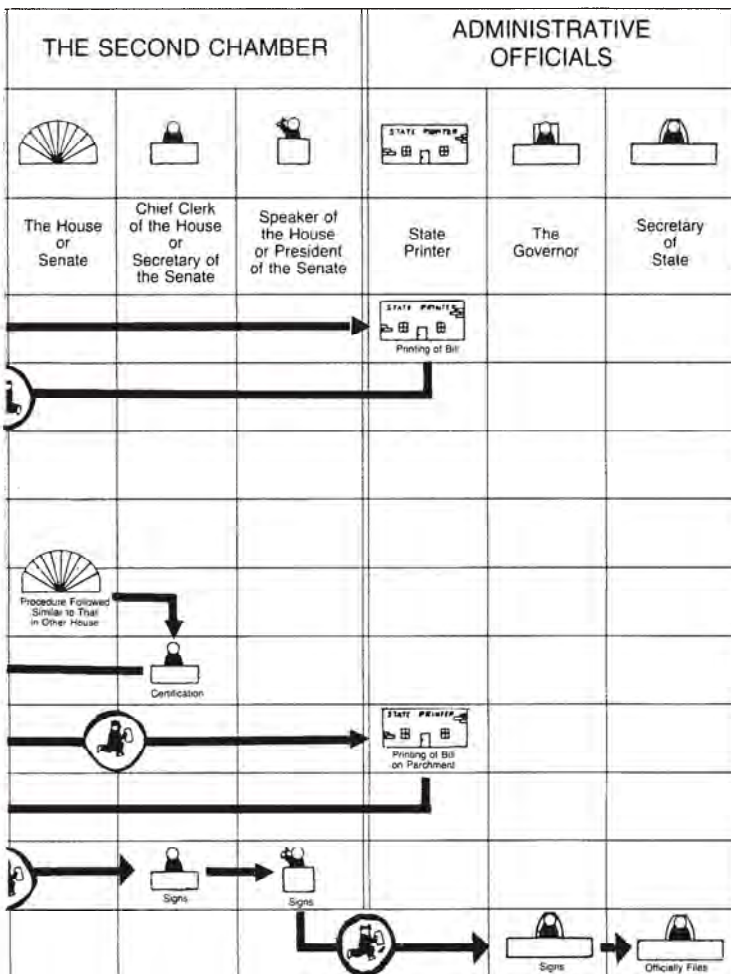 THE SECOND CHAMBER
ADMINISTRATIVE
OFFICIALS
STATE PRINTER
The House
or
Senate
Chief Clerk
of the House
or
Secretary of
the Senate
Speaker of
the House
or President
of the Senate
State
Printer
The
Governor
Secretary
of
State
STATE PRINTER
Printing of Bill
Procedure Followed
Similar to That
in Other House
Certification
STATE PRINTER
Printing of Bill
on Parchment
Signs
Signs
Signs
Officially Files